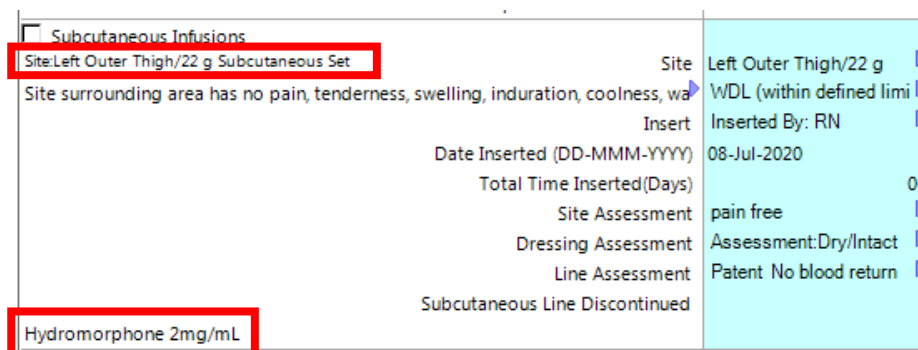 Subcutaneous Infusions
Site:Left Outer Thigh/22 g Subcutaneous Set
Site Left Outer Thigh/22 g
Site surrounding area has no pain, tenderness, swelling, induration, coolness, wa WDL (within defined limi
Insert Inserted By: RN
Date Inserted (DD-MMM-YYYY) 08-Jul-2020
Total Time Inserted(Days) 0
Site Assessment pain free
Dressing Assessment Assessment:Dry/Intact
Line Assessment Patent No blood return
Subcutaneous Line Discontinued
Hydromorphone 2mg/mL